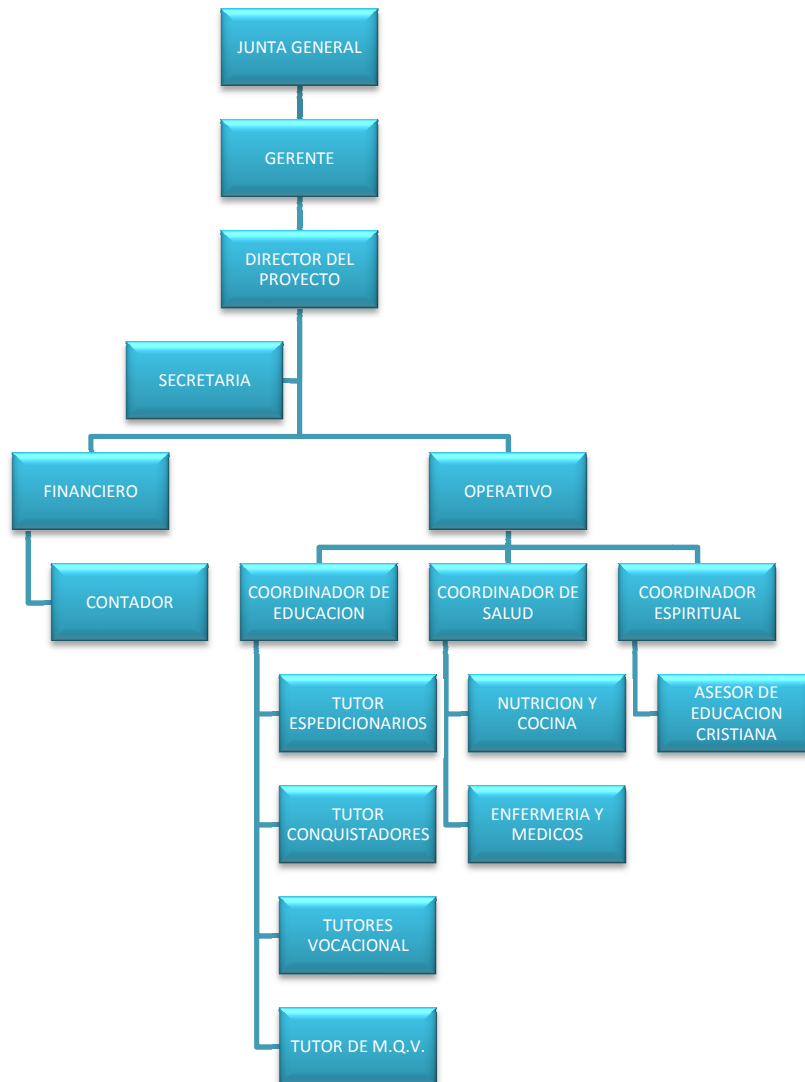 JUNTA GENERAL
GERENTE
DIRECTOR DEL
PROYECTO
SECRETARIA
FINANCIERO
OPERATIVO
CONTADOR
COORDINADOR DE
EDUCACION
COORDINADOR DE
SALUD
COORDINADOR
ESPIRITUAL
TUTOR
ESPEDICIONARIOS
NUTRICION Y
COCINA
ASESOR DE
EDUCACION
CRISTIANA
TUTOR
CONQUISTADORES
ENFERMERIA Y
MEDICOS
TUTORES
VOCACIONAL
TUTOR DE M.Q.V.